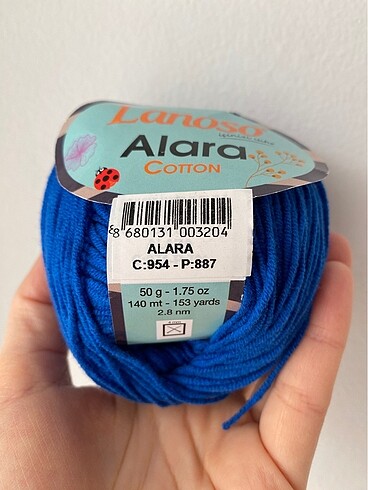 Lanoso
Alara
COTTON
8 680131 003204
ALARA
C:954 - P:887
50 g - 1.75 oz
140 mt - 153 yards
2.8 nm